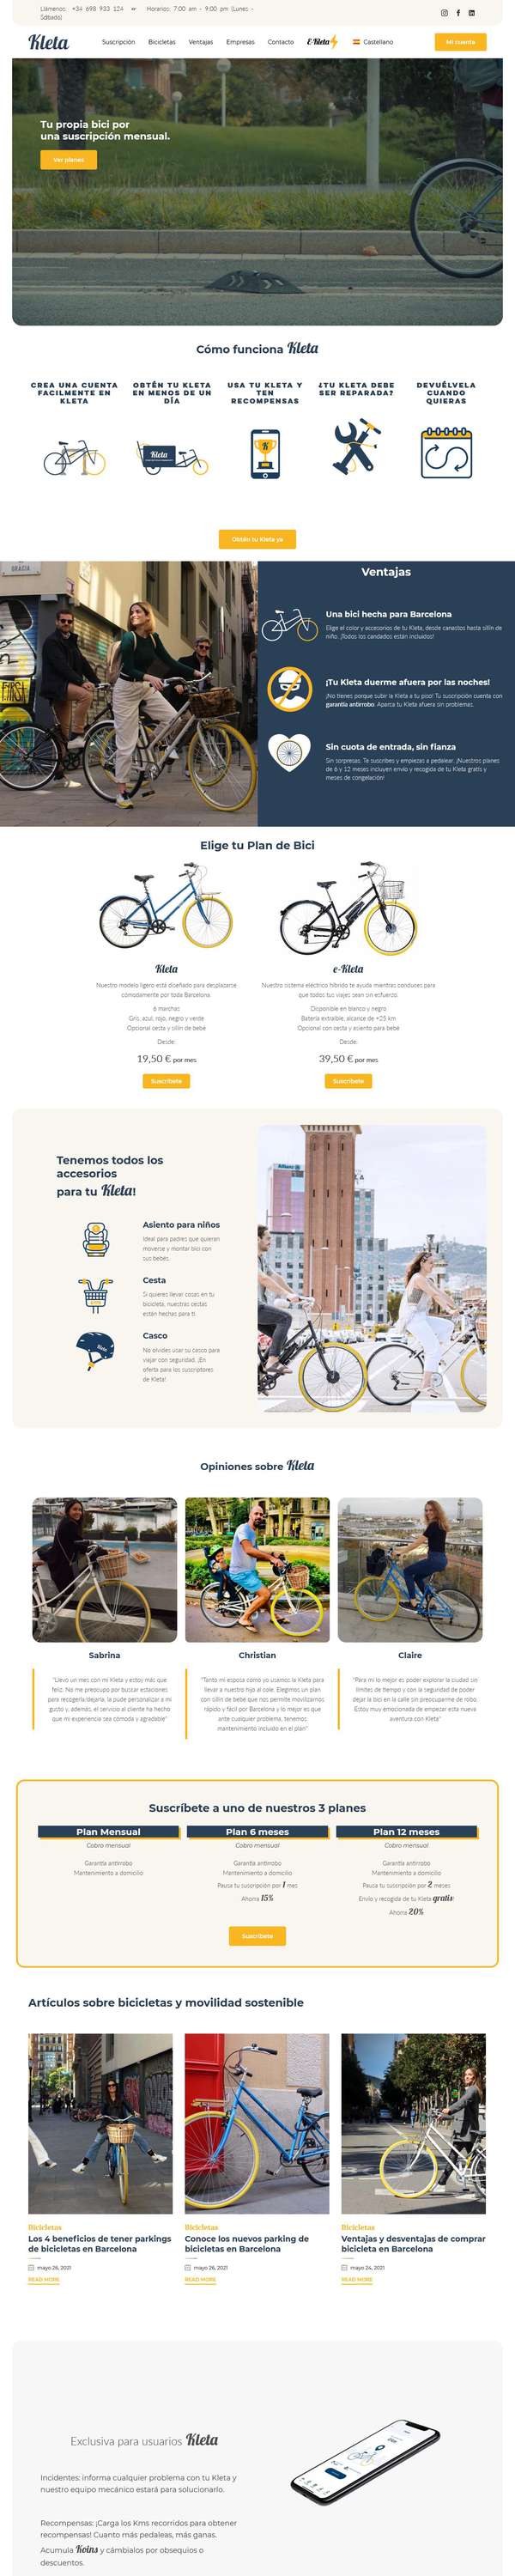 Llámenos: +34 698 933 124
Horarios: 7:00 am - 9:00 pm (Lunes - Sábado)
Kleta
Suscripción
Bicicletas
Ventajas
Empresas
Contacto
E-Kleta
Castellano
Mi cuenta
Tu propia bici por
una suscripción mensual.
Ver planes
Cómo funciona Kleta
CREA UNA CUENTA
FACILMENTE EN
KLETA
OBTÉN TU KLETA
EN MENOS DE UN
DÍA
USA TU KLETA Y
TEN
RECOMPENSAS
¿TU KLETA DEBE
SER REPARADA?
DEVUÉLVELA
CUANDO
QUIERAS
Kleta
Obtén tu Kleta ya
GRACIA
Ventajas
Una bici hecha para Barcelona
Elige el color y accesorios de tu Kleta, desde canastos hasta sillín de
niño. ¡Todos los candados están incluidos!
¡Tu Kleta duerme afuera por las noches!
¡No tienes porque subir la Kleta a tu piso! Tu suscripción cuenta con
garantía antirrobo. Aparca tu Kleta afuera sin problemas.
Sin cuota de entrada, sin fianza
Sin sorpresas. Te suscribes y empiezas a pedalear. ¡Nuestros planes
de 6 y 12 meses incluyen envío y recogida de tu Kleta gratis y
meses de congelación!
Elige tu Plan de Bici
Kleta
Nuestro modelo ligero está diseñado para desplazarse
cómodamente por toda Barcelona.
6 marchas
Gris, azul, rojo, negro y verde
Opcional cesta y sillín de bebé
Desde:
19,50 € por mes
Suscríbete
e-Kleta
Nuestro sistema eléctrico híbrido te ayuda mientras conduces para
que todos tus viajes sean sin esfuerzo.
Disponible en blanco y negro
Batería extraíble, alcance de +25 km
Opcional con cesta y asiento para bebé
Desde:
39,50 € por mes
Suscríbete
Tenemos todos los
accesorios
para tu Kleta!
Asiento para niños
Ideal para padres que quieran
moverse y montar bici con
sus bebés.
Cesta
Si quieres llevar cosas en tu
bicicleta, nuestras cestas
están hechas para ti.
Casco
No olvides usar su casco para
viajar con seguridad. ¡En
oferta para los suscriptores
de Kleta!
Allianz
Opiniones sobre Kleta
Sabrina
"Llevo un mes con mi Kleta y estoy más que
feliz. No me preocupo por buscar estaciones
para recogerla/dejarla, la pude personalizar a mi
gusto y, además, el servicio al cliente ha hecho
que mi experiencia sea cómoda y agradable"
Christian
"Tanto mi esposa como yo usamos la Kleta para
llevar a nuestro hijo al cole. Elegimos un plan
con sillín de bebé que nos permite movilizarnos
rápido y fácil por Barcelona y lo mejor es que
ante cualquier problema, tenemos
mantenimiento incluido en el plan"
Claire
"Para mi lo mejor es poder explorar la ciudad sin
límites de tiempo y con la seguridad de poder
dejar la bici en la calle sin preocuparme de robo.
Estoy muy emocionada de empezar esta nueva
aventura con Kleta"
Suscríbete a uno de nuestros 3 planes
Plan Mensual
Cobro mensual
Garantía antirrobo
Mantenimiento a domicilio
Plan 6 meses
Cobro mensual
Garantía antirrobo
Mantenimiento a domicilio
Pausa tu suscripción por 1 mes
Ahorra 15%
Plan 12 meses
Cobro mensual
Garantía antirrobo
Mantenimiento a domicilio
Pausa tu suscripción por 2 meses
Envío y recogida de tu Kleta gratis
Ahorra 20%
Suscríbete
Artículos sobre bicicletas y movilidad sostenible
Bicicletas
Los 4 beneficios de tener parkings
de bicicletas en Barcelona
mayo 26, 2021
READ MORE
Bicicletas
Conoce los nuevos parking de
bicicletas en Barcelona
mayo 26, 2021
READ MORE
Bicicletas
Ventajas y desventajas de comprar
bicicleta en Barcelona
mayo 24, 2021
READ MORE
Exclusiva para usuarios Kleta
Incidentes: informa cualquier problema con tu Kleta y
nuestro equipo mecánico estará para solucionarlo.
Recompensas: ¡Carga los Kms recorridos para obtener
recompensas! Cuanto más pedaleas, más ganas.
Acumula Koins y cámbialos por obsequios o
descuentos.